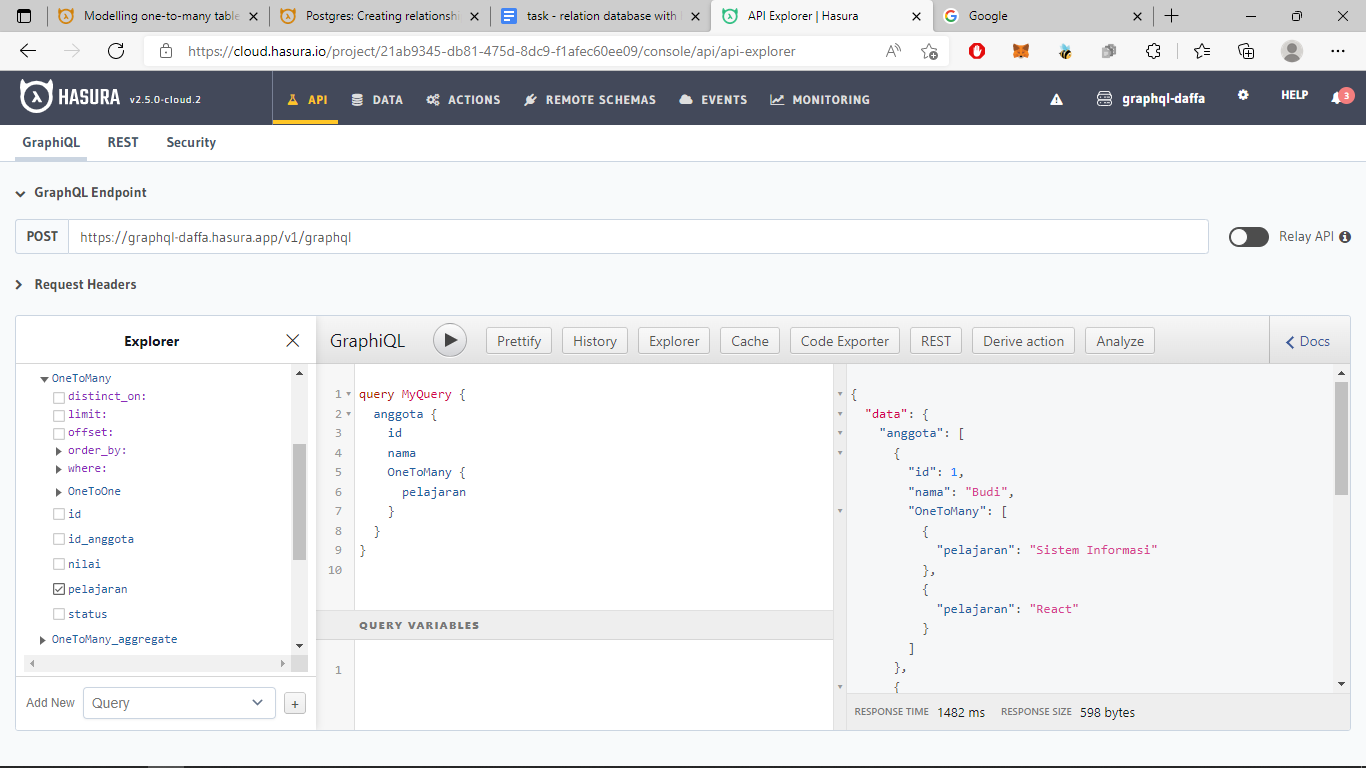 Modelling one-to-many table
Postgres: Creating relationshi
task - relation database with
API Explorer | Hasura
Google
https://cloud.hasura.io/project/21ab9345-db81-475d-8dc9-f1afec60ee09/console/api/api-explorer
HASURA v2.5.0-cloud.2
API
DATA
ACTIONS
REMOTE SCHEMAS
EVENTS
MONITORING
graphql-daffa
HELP
3
GraphiQL REST Security
GraphQL Endpoint
POST https://graphql-daffa.hasura.app/v1/graphql
Relay API
Request Headers
Explorer
GraphiQL
Prettify
History
Explorer
Cache
Code Exporter
REST
Derive action
Analyze
Docs
OneToMany
distinct_on:
limit:
offset:
order_by:
where:
OneToOne
id
id_anggota
nilai
pelajaran
status
OneToMany_aggregate
Add New Query +
1 query MyQuery {
2 anggota {
3 id
4 nama
5 OneToMany {
6 pelajaran
7 }
8 }
9 }
10
QUERY VARIABLES
1
{
"data": {
"anggota": [
{
"id": 1,
"nama": "Budi",
"OneToMany": [
{
"pelajaran": "Sistem Informasi"
},
{
"pelajaran": "React"
}
]
},
{
RESPONSE TIME 1482 ms RESPONSE SIZE 598 bytes